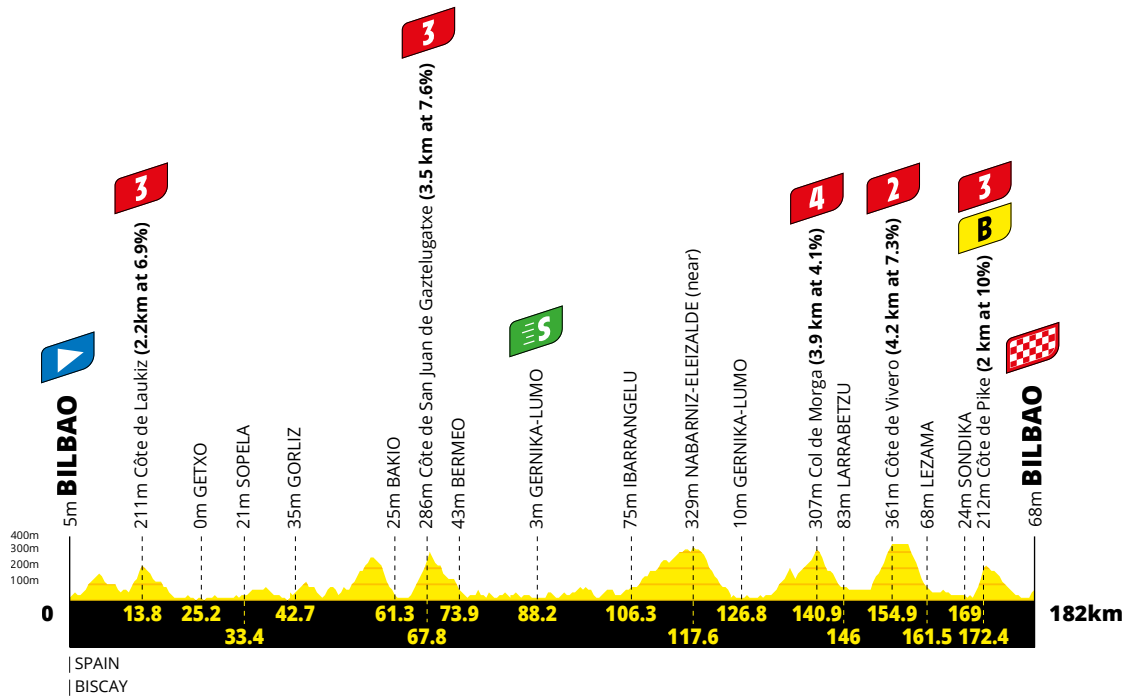 3
3
3
4
2
3
S
B
5m BILBAO
211m Côte de Laukiz (2.2km at 6.9%)
0m GETXO
21m SOPELA
35m GORLIZ
25m BAKIO
286m Côte de San Juan de Gaztelugatxe (3.5 km at 7.6%)
43m BERMEO
3m GERNIKA-LUMO
75m IBARRANGELU
329m NABARNIZ-ELEIZALDE (near)
10m GERNIKA-LUMO
307m Col de Morga (3.9 km at 4.1%)
83m LARRABETZU
361m Côte de Vivero (4.2 km at 7.3%)
68m LEZAMA
24m SONDIKA
212m Côte de Pike (2 km at 10%)
68m BILBAO
400m
300m
200m
100m
0 13.8 25.2 42.7 61.3 73.9 88.2 106.3 126.8 140.9 154.9 169 182km
33.4 67.8 117.6 146 161.5 172.4
SPAIN
BISCAY